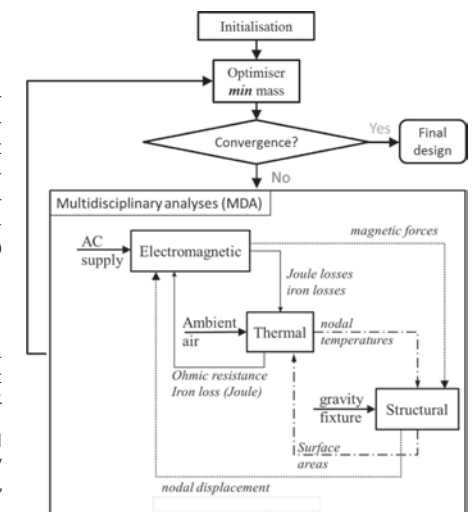 Initialisation
Optimiser
min mass
Convergence?
Yes
Final
design
No
Multidisciplinary analyses (MDA)
magnetic forces
AC
supply
Electromagnetic
Joule losses
iron losses
Ambient
air
Thermal
nodal
temperatures
Ohmic resistance
Iron loss (Joule)
gravity
fixture
Structural
Surface
areas
nodal displacement